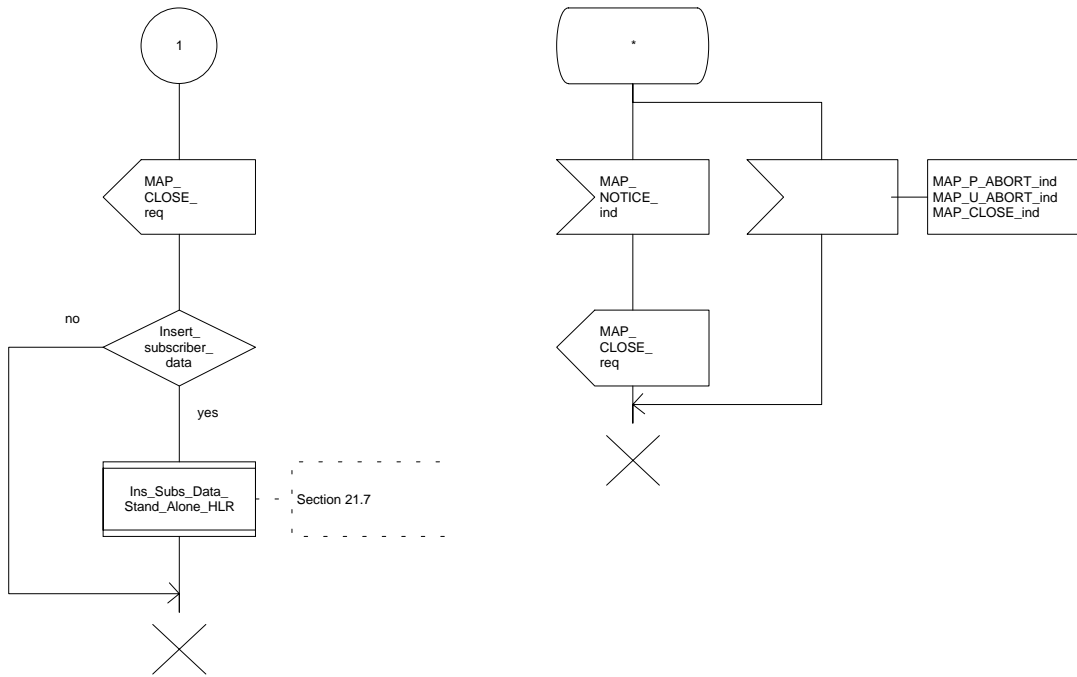 1
MAP_
CLOSE_
req
no
Insert_
subscriber_
data
yes
Ins_Subs_Data_
Stand_Alone_HLR
Section 21.7
*
MAP_
NOTICE_
ind
MAP_P_ABORT_ind
MAP_U_ABORT_ind
MAP_CLOSE_ind
MAP_
CLOSE_
req